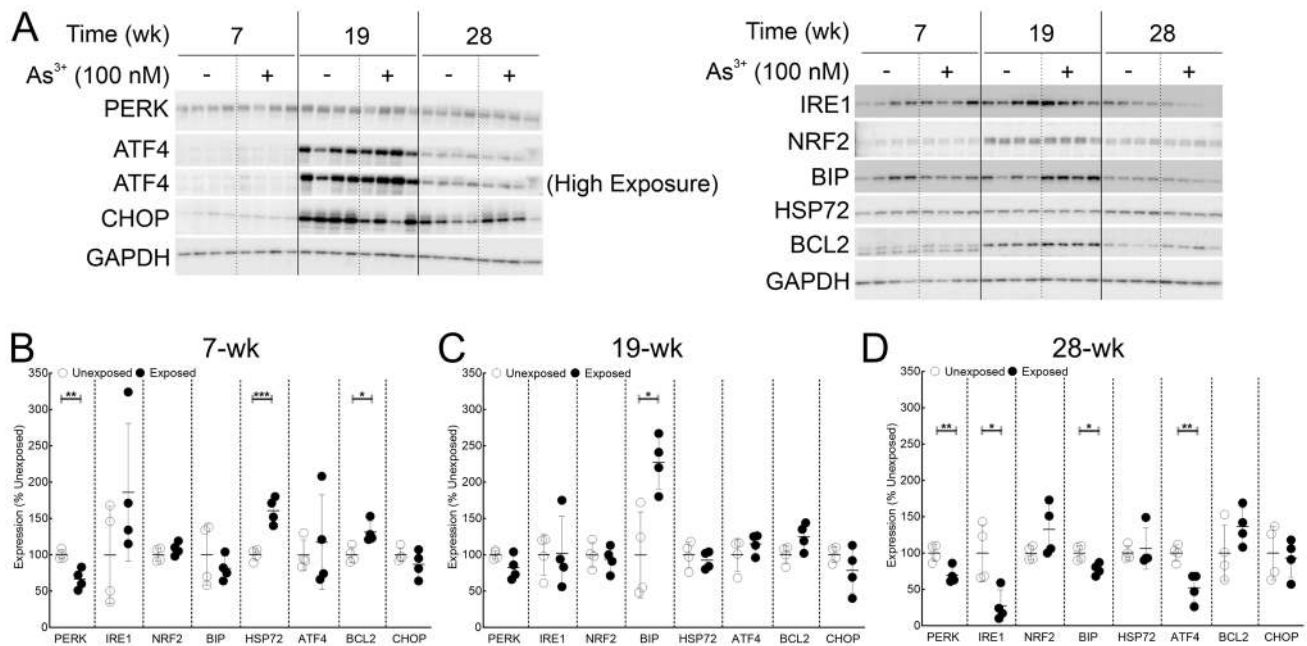 A
Time (wk) 7 19 28
As³⁺ (100 nM) - + - + - +
PERK
ATF4
ATF4 (High Exposure)
CHOP
GAPDH
Time (wk) 7 19 28
As³⁺ (100 nM) - + - + - +
IRE1
NRF2
BIP
HSP72
BCL2
GAPDH
B 7-wk
Unexposed Exposed
Expression (% Unexposed)
350
300
250
200
150
100
50
0
** *** *
PERK IRE1 NRF2 BIP HSP72 ATF4 BCL2 CHOP
C 19-wk
Unexposed Exposed
Expression (% Unexposed)
350
300
250
200
150
100
50
0
*
PERK IRE1 NRF2 BIP HSP72 ATF4 BCL2 CHOP
D 28-wk
Unexposed Exposed
Expression (% Unexposed)
350
300
250
200
150
100
50
0
** * * **
PERK IRE1 NRF2 BIP HSP72 ATF4 BCL2 CHOP